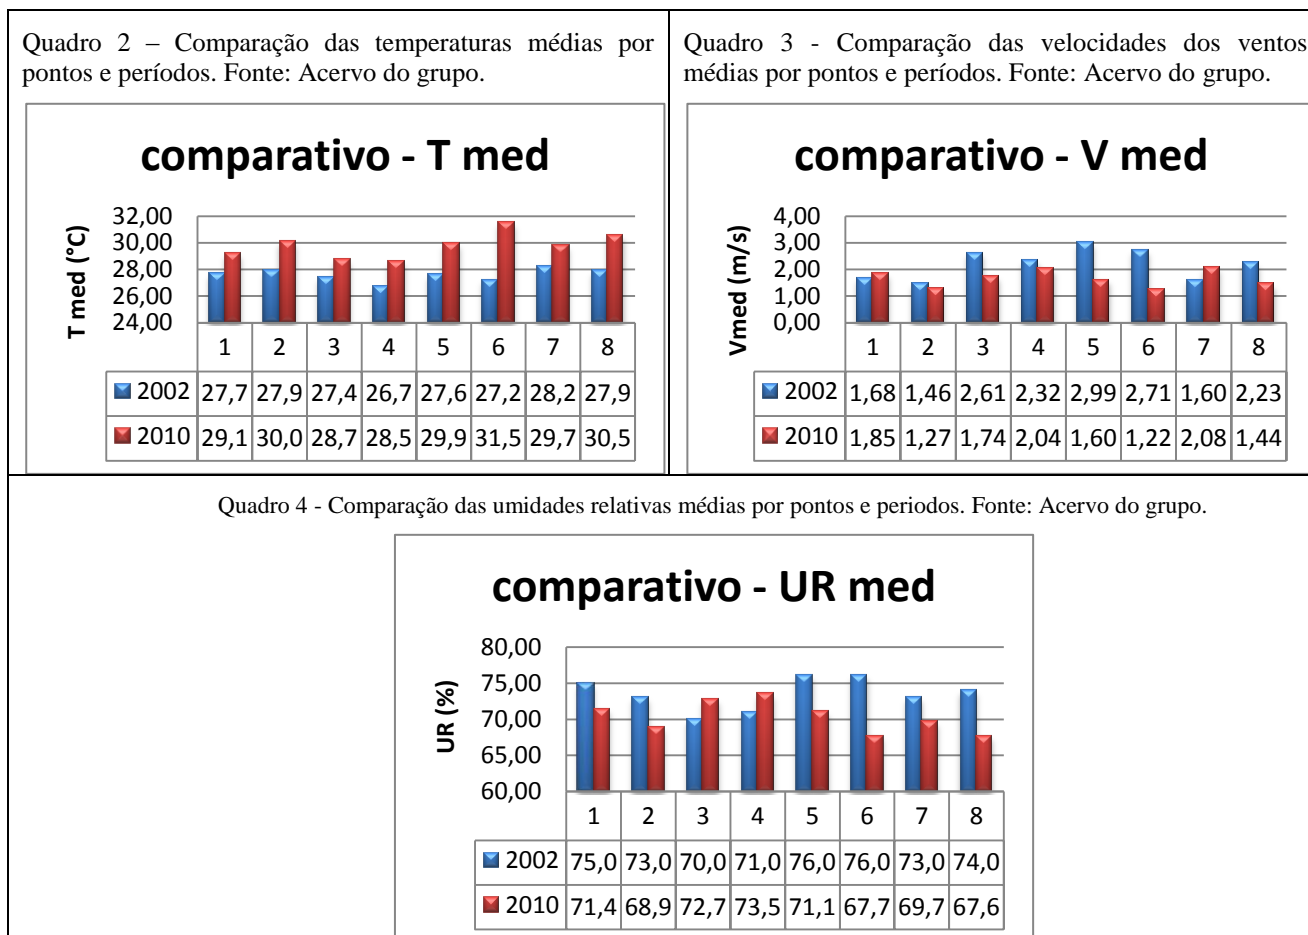 Quadro 2 – Comparação das temperaturas médias por
pontos e períodos. Fonte: Acervo do grupo.
comparativo - T med
T med (°C)
32,00
30,00
28,00
26,00
24,00
1 2 3 4 5 6 7 8
2002 27,7 27,9 27,4 26,7 27,6 27,2 28,2 27,9
2010 29,1 30,0 28,7 28,5 29,9 31,5 29,7 30,5
Quadro 3 - Comparação das velocidades dos ventos
médias por pontos e períodos. Fonte: Acervo do grupo.
comparativo - V med
Vmed (m/s)
4,00
3,00
2,00
1,00
0,00
1 2 3 4 5 6 7 8
2002 1,68 1,46 2,61 2,32 2,99 2,71 1,60 2,23
2010 1,85 1,27 1,74 2,04 1,60 1,22 2,08 1,44
Quadro 4 - Comparação das umidades relativas médias por pontos e periodos. Fonte: Acervo do grupo.
comparativo - UR med
UR (%)
80,00
75,00
70,00
65,00
60,00
1 2 3 4 5 6 7 8
2002 75,0 73,0 70,0 71,0 76,0 76,0 73,0 74,0
2010 71,4 68,9 72,7 73,5 71,1 67,7 69,7 67,6